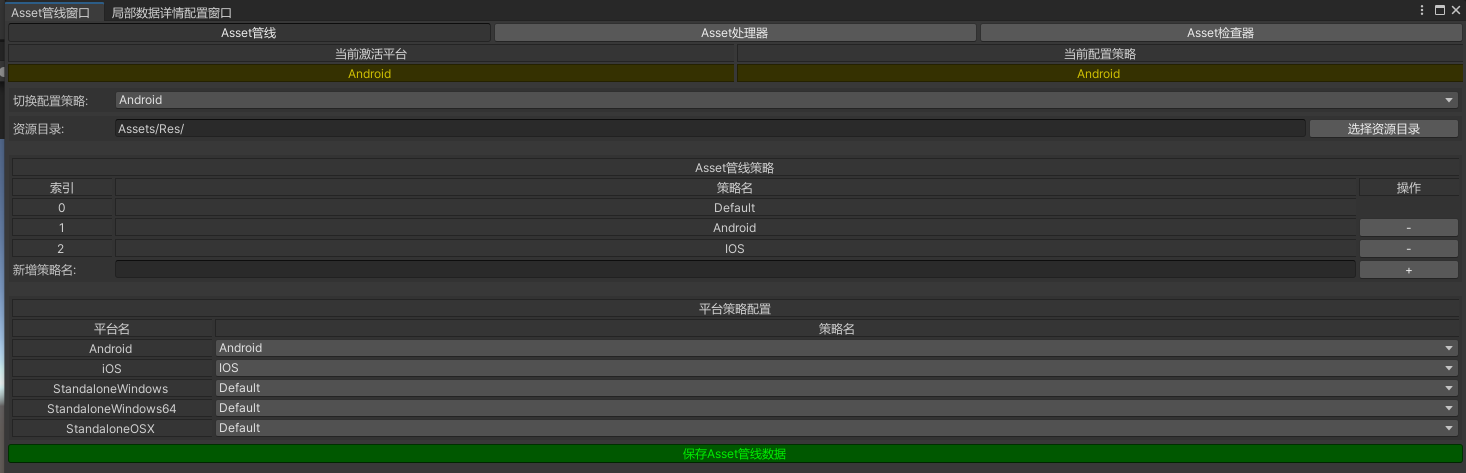 Asset管线窗口 局部数据详情配置窗口
Asset管线 Asset处理器 Asset检查器
当前激活平台 当前配置策略
Android Android
切换配置策略: Android
资源目录: Assets/Res/ 选择资源目录
Asset管线策略
索引 策略名 操作
0 Default
1 Android -
2 IOS -
新增策略名: +
平台策略配置
平台名 策略名
Android Android
iOS IOS
StandaloneWindows Default
StandaloneWindows64 Default
StandaloneOSX Default
保存Asset管线数据